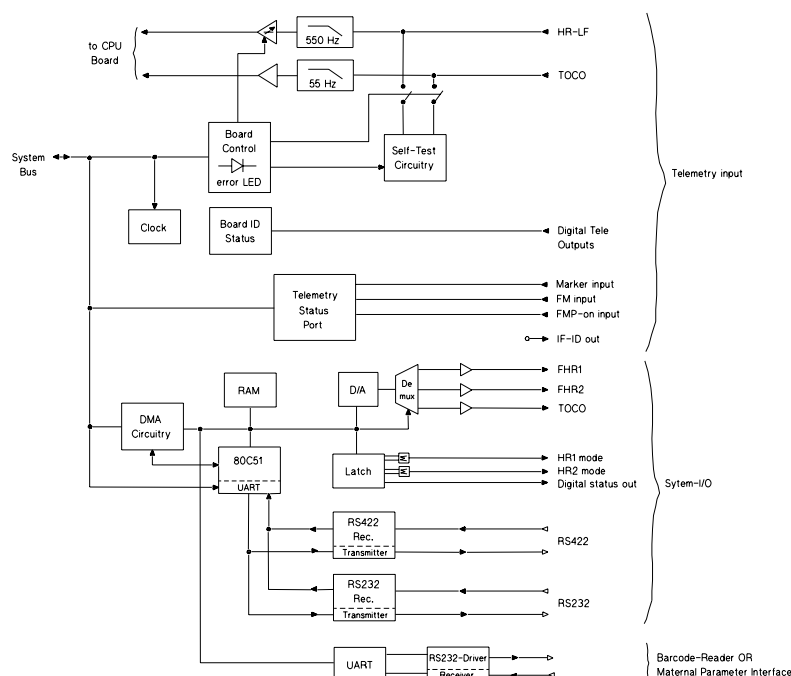 to CPU
Board
550 Hz
HR-LF
55 Hz
TOCO
Board
Control
error LED
Self-Test
Circuitry
System
Bus
Telemetry input
Clock
Board ID
Status
Digital Tele
Outputs
Telemetry
Status
Port
Marker input
FM input
FMP-on input
IF-ID out
RAM
D/A
De
mux
FHR1
FHR2
TOCO
DMA
Circuitry
80C51
UART
Latch
HR1 mode
HR2 mode
Digital status out
Sytem-I/O
RS422
Rec.
Transmitter
RS422
RS232
Rec.
Transmitter
RS232
UART
RS232-Driver
Receiver
Barcode-Reader OR
Maternal Parameter Interface